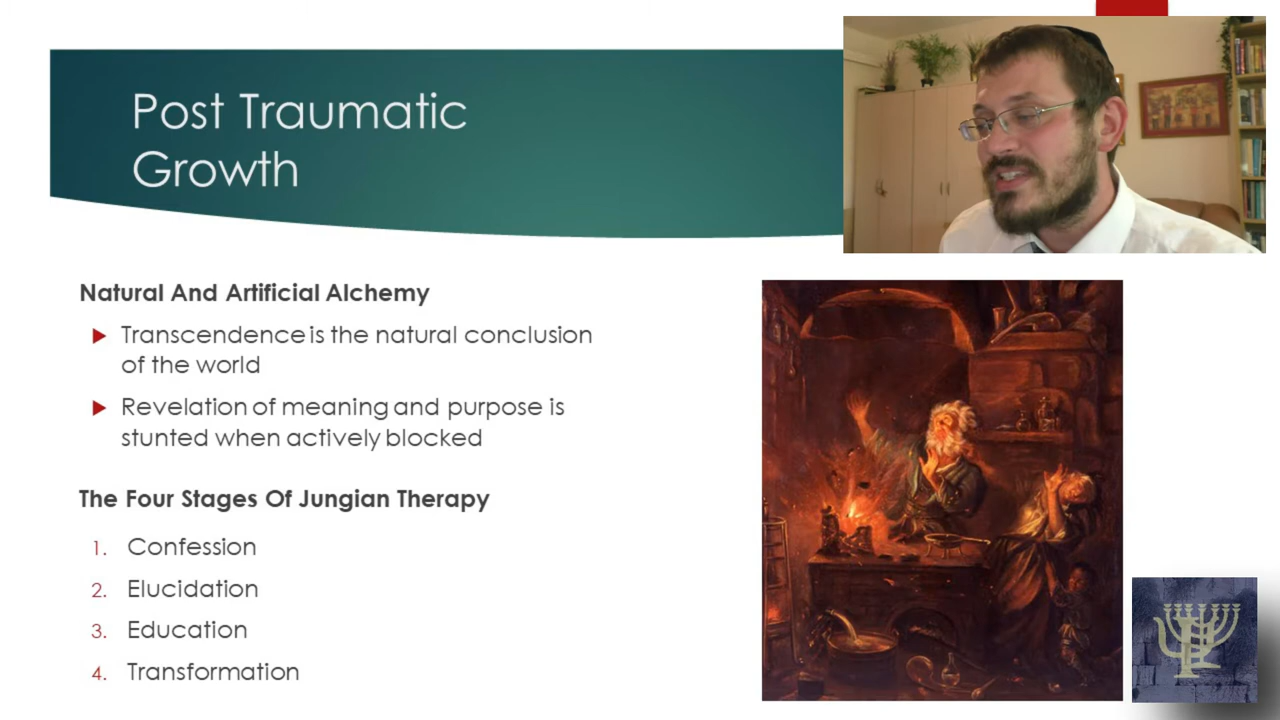 Post Traumatic
Growth
Natural And Artificial Alchemy
Transcendence is the natural conclusion
of the world
Revelation of meaning and purpose is
stunted when actively blocked
The Four Stages Of Jungian Therapy
1. Confession
2. Elucidation
3. Education
4. Transformation